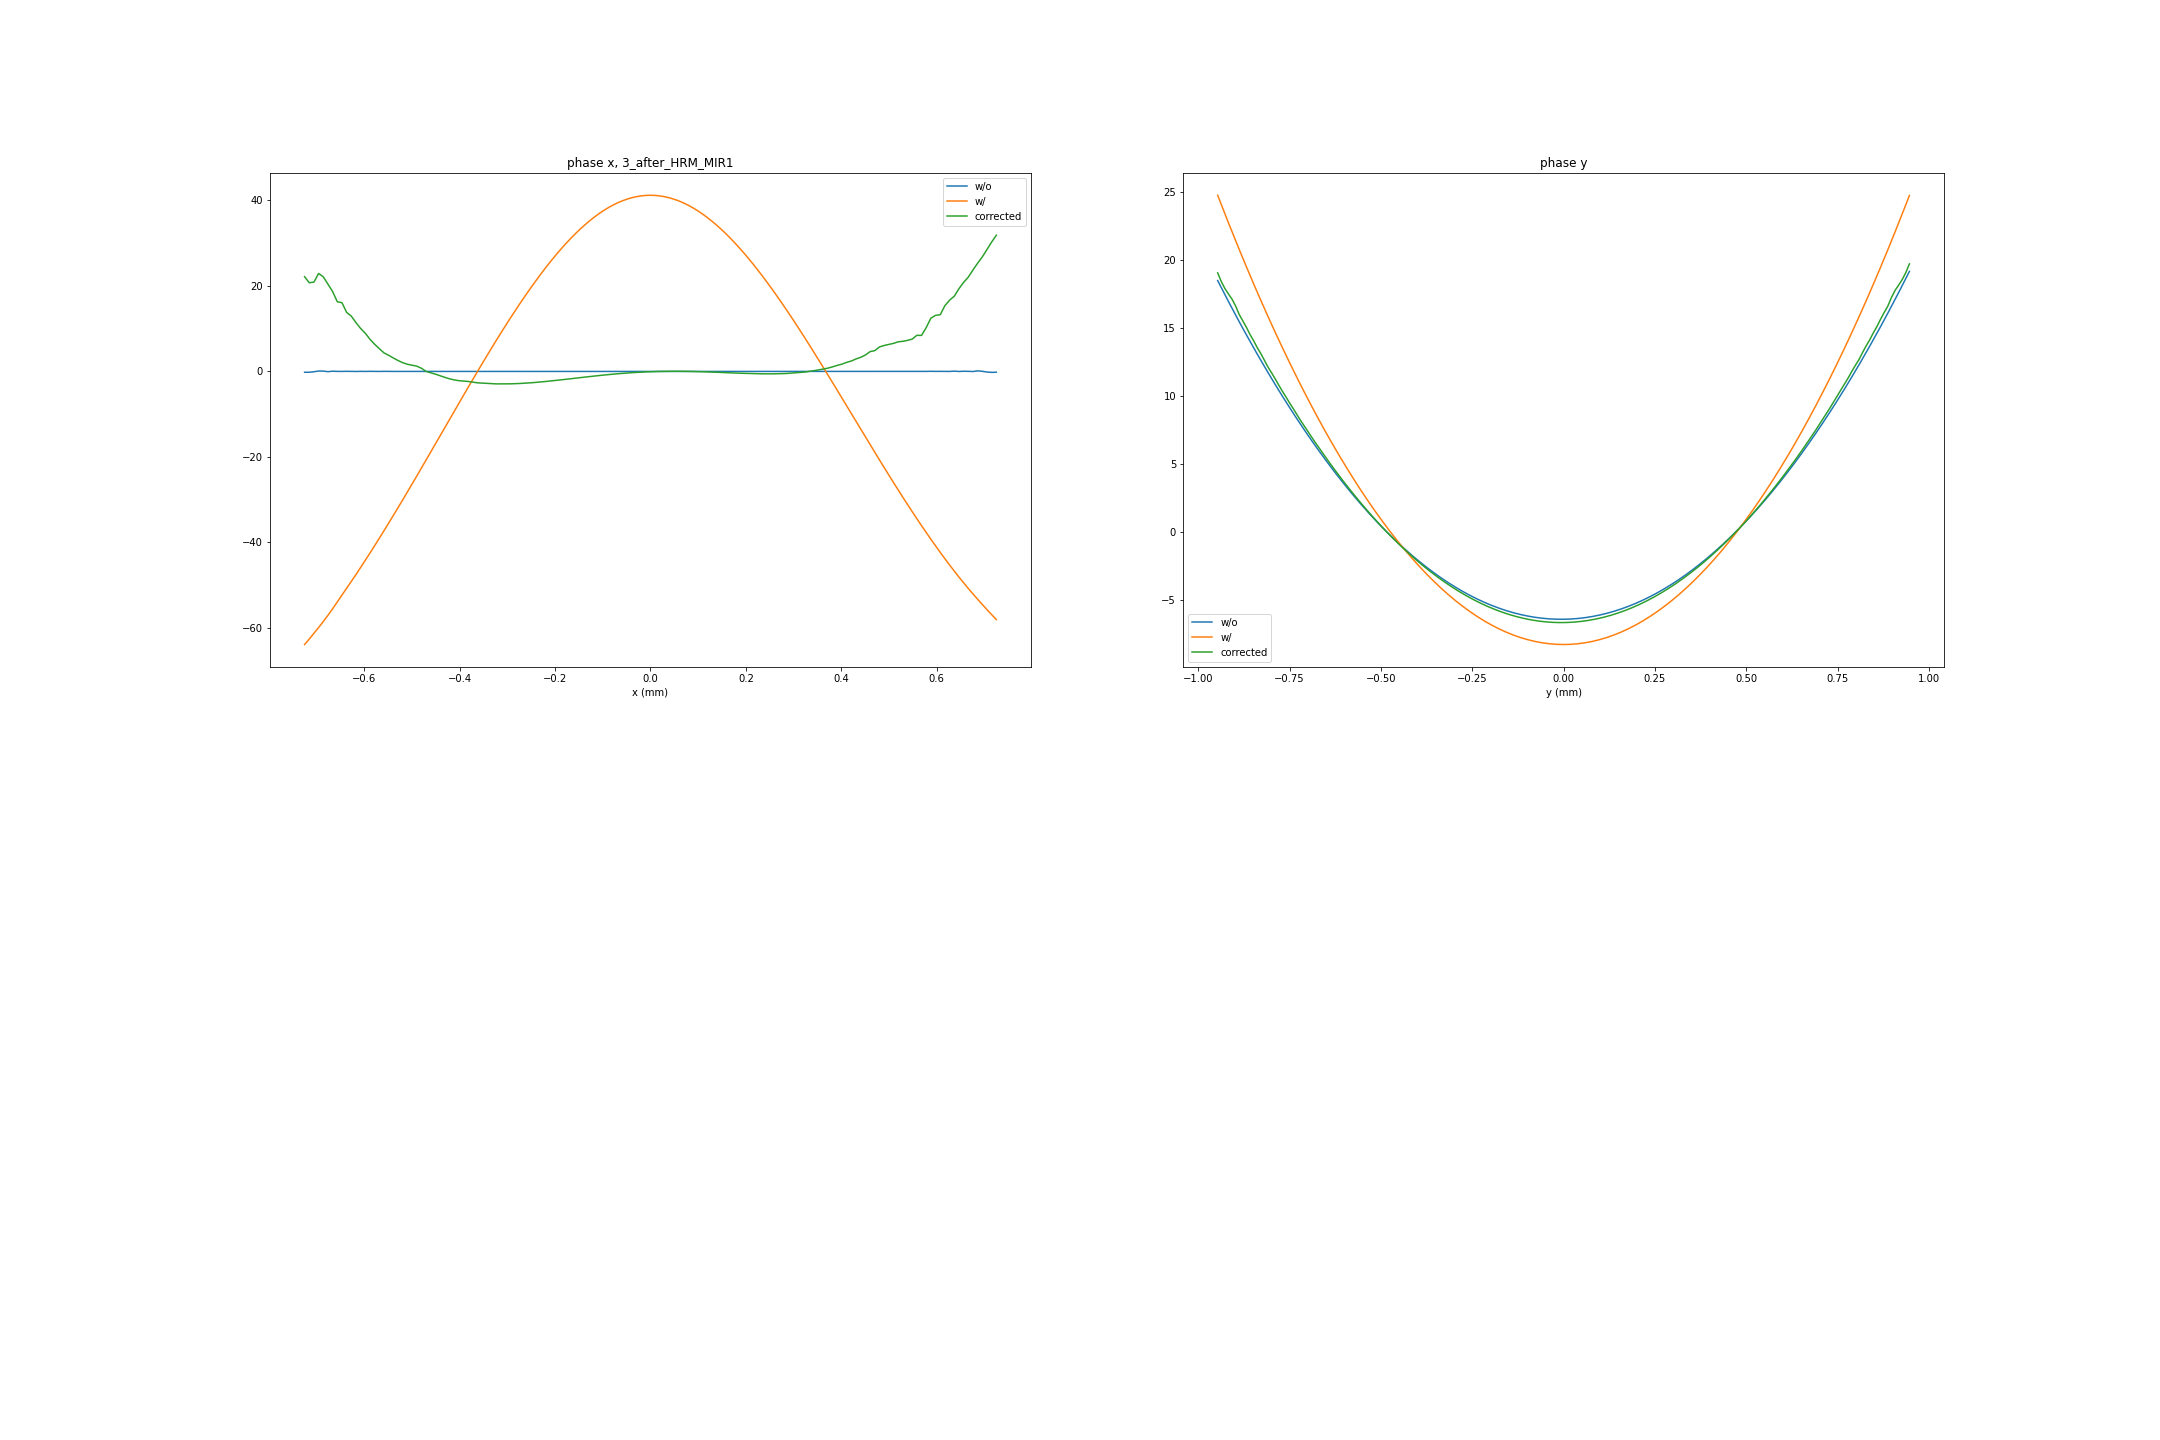 phase x, 3_after_HRM_MIR1
w/o
w/
corrected
40
20
0
−20
−40
−60
−0.6 −0.4 −0.2 0.0 0.2 0.4 0.6
x (mm)
phase y
25
20
15
10
5
0
−5
w/o
w/
corrected
−1.00 −0.75 −0.50 −0.25 0.00 0.25 0.50 0.75 1.00
y (mm)